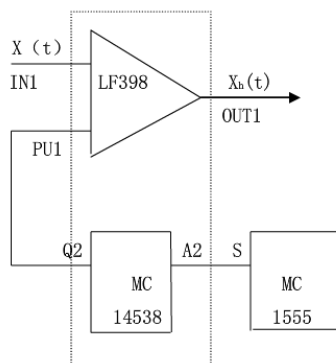 X (t)
IN1
LF398
Xh(t)
OUT1
PU1
Q2
A2
S
MC
14538
MC
1555